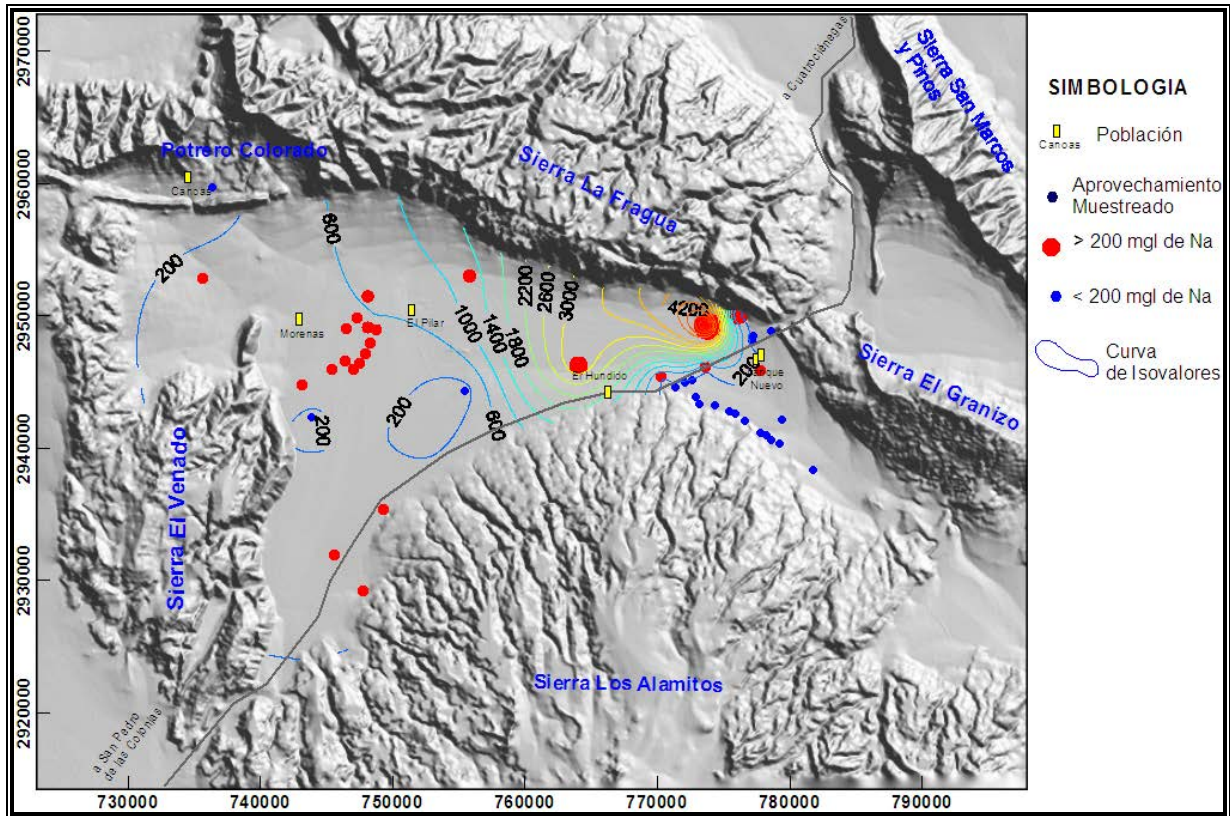 2970000
2960000
2950000
2940000
2930000
2920000
730000
740000
750000
760000
770000
780000
790000
Potrero Colorado
Canoas
Sierra La Fragua
a Cuatrociénegas
Sierra San Marcos
y Pinos
200
600
1000
1400
1800
2200
2600
3000
4200
Morenas
El Pilar
El Hundido
Nuevo
200
200
200
600
Sierra El Granizo
Sierra El Venado
Sierra Los Alamitos
a San Pedro
de las Colonias
SIMBOLOGIA
Canoas
Población
Aprovechamiento
Muestreado
> 200 mgl de Na
< 200 mgl de Na
Curva
de Isovalores